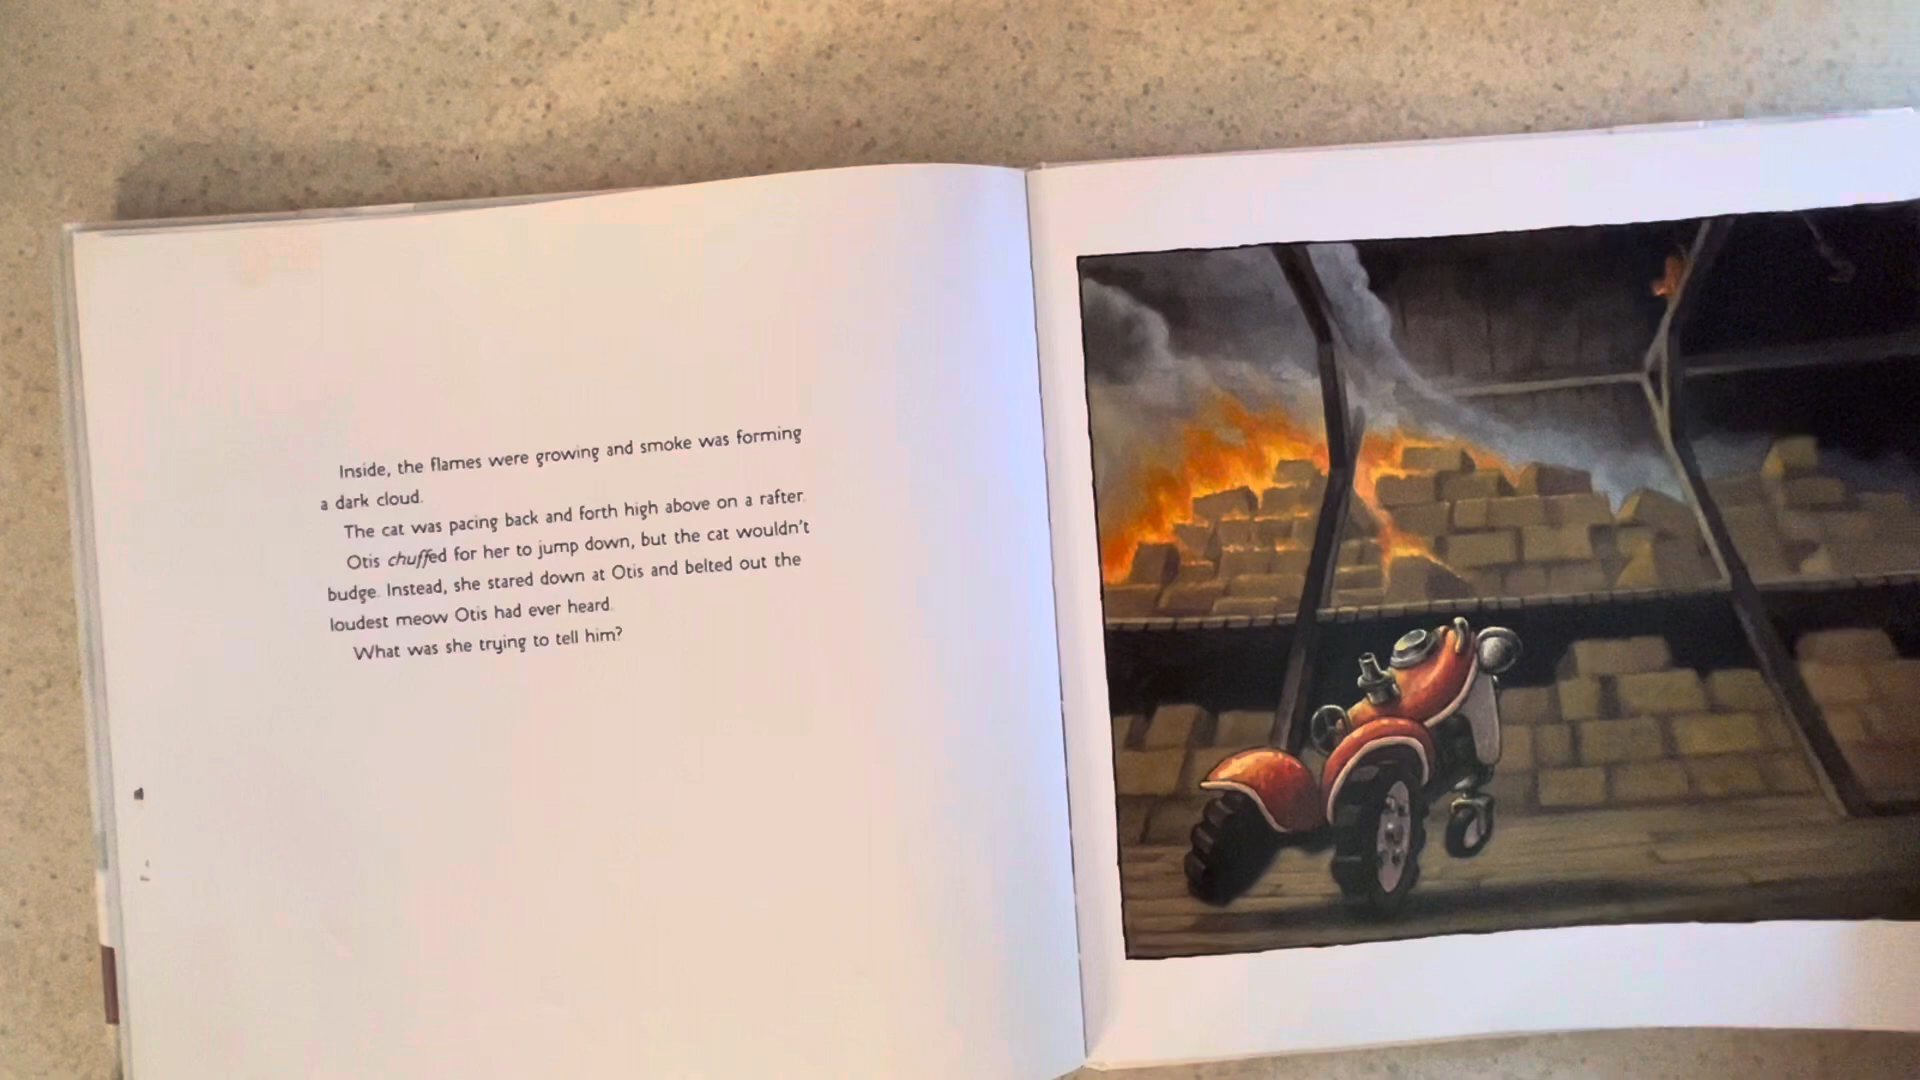 Inside, the flames were growing and smoke was forming
a dark cloud.
The cat was pacing back and forth high above on a rafter.
Otis chuffed for her to jump down, but the cat wouldn't
budge. Instead, she stared down at Otis and belted out the
loudest meow Otis had ever heard.
What was she trying to tell him?